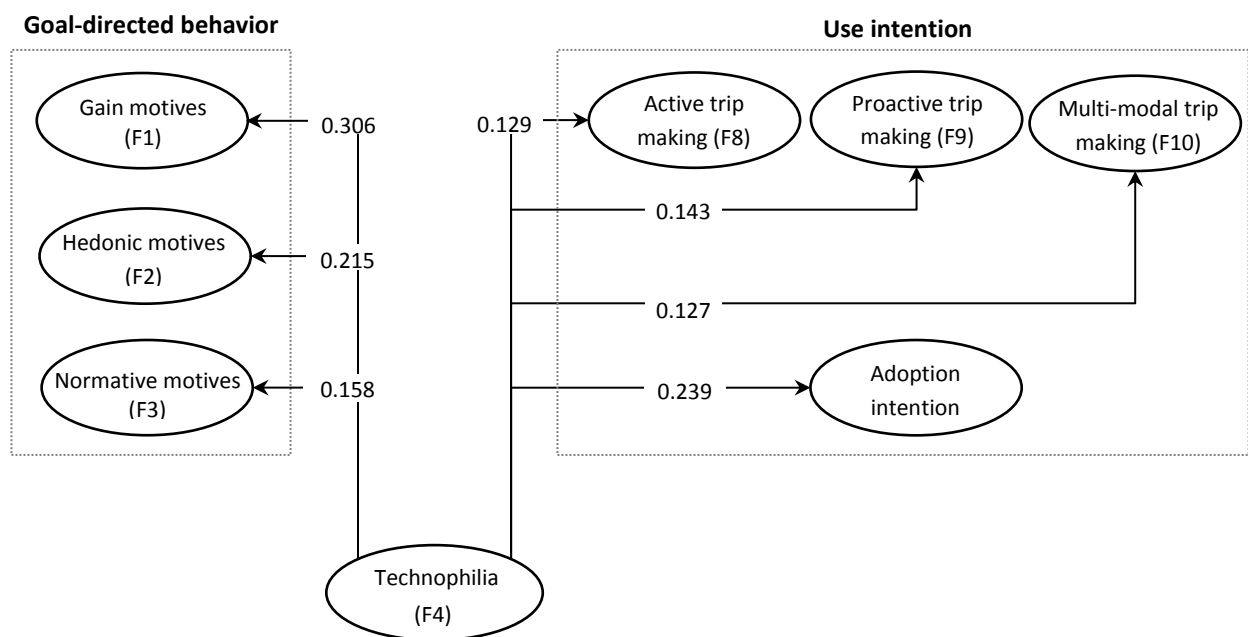 Goal-directed behavior
Use intention
Gain motives
(F1)
0.306
0.129
Active trip
making (F8)
Proactive trip
making (F9)
Multi-modal trip
making (F10)
0.143
Hedonic motives
(F2)
0.215
0.127
Normative motives
(F3)
0.158
0.239
Adoption
intention
Technophilia
(F4)